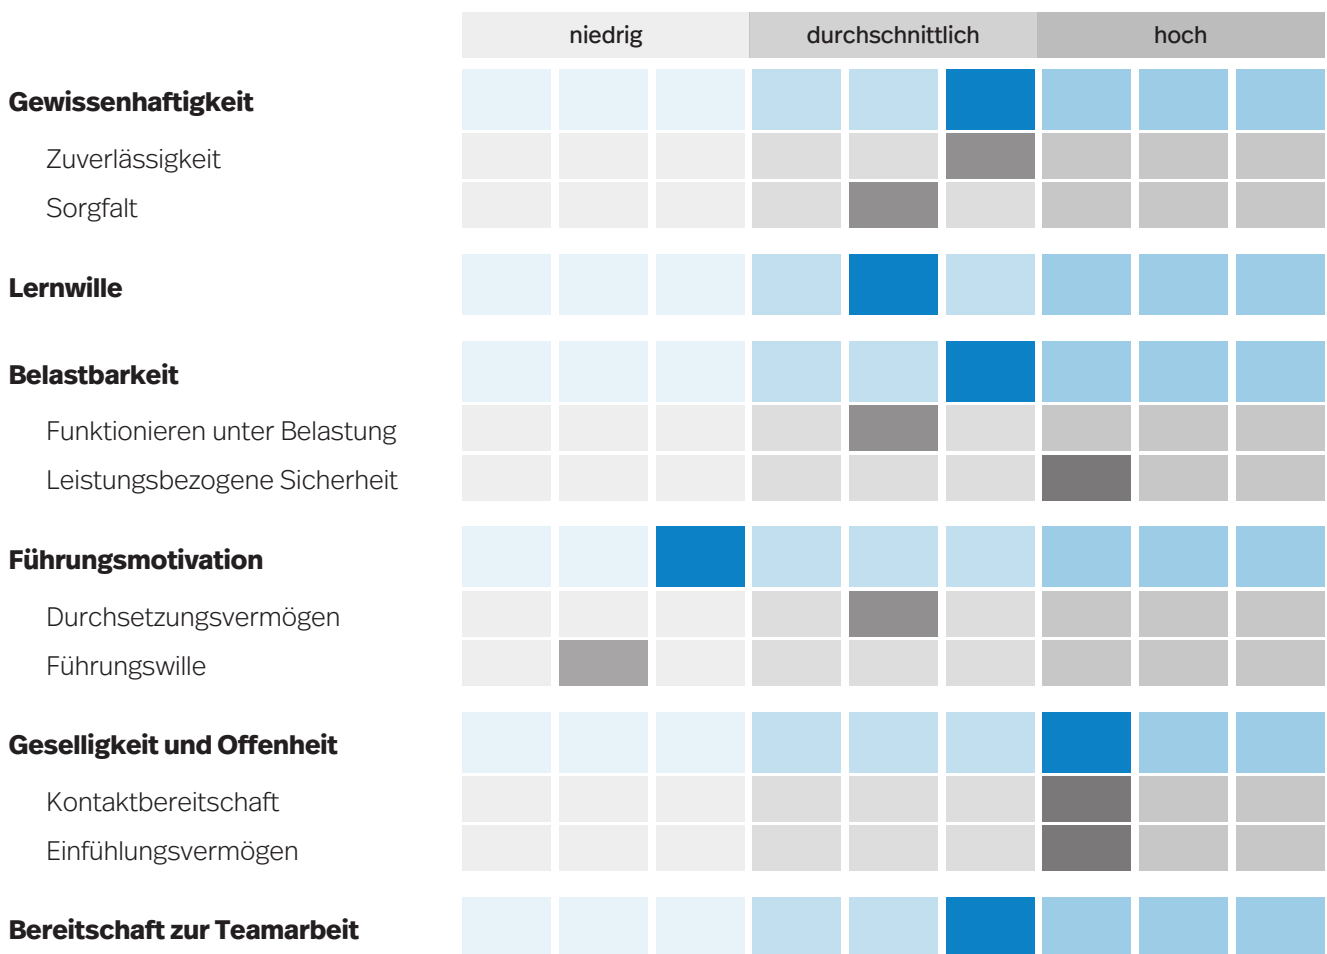 niedrig durchschnittlich hoch
Gewissenhaftigkeit
Zuverlässigkeit
Sorgfalt
Lernwille
Belastbarkeit
Funktionieren unter Belastung
Leistungsbezogene Sicherheit
Führungsmotivation
Durchsetzungsvermögen
Führungswille
Geselligkeit und Offenheit
Kontaktbereitschaft
Einfühlungsvermögen
Bereitschaft zur Teamarbeit